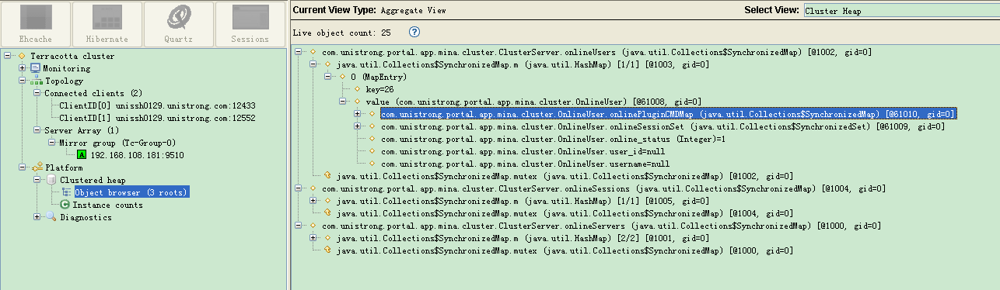 Ehcache
Hibernate
Quartz
Sessions
Terracotta cluster
Monitoring
Topology
Connected clients (2)
ClientID[0] unissh0129.unistrong.com:12433
ClientID[1] unissh0129.unistrong.com:12552
Server Array (1)
Mirror group (Tc-Group-0)
A 192.168.108.181:9510
Platform
Clustered heap
Object browser (3 roots)
C Instance counts
Diagnostics
Current View Type: Aggregate View
Select View: Cluster Heap
Live object count: 25 ?
com.unistrong.portal.app.mina.cluster.ClusterServer.onlineUsers (java.util.Collections$SynchronizedMap) [@1002, gid=0]
java.util.Collections$SynchronizedMap.m (java.util.HashMap) [1/1] [@1003, gid=0]
0 (MapEntry)
key=26
value (com.unistrong.portal.app.mina.cluster.OnlineUser) [@61008, gid=0]
com.unistrong.portal.app.mina.cluster.OnlineUser.onlinePluginCMDMap (java.util.Collections$SynchronizedMap) [@61010, gid=0]
com.unistrong.portal.app.mina.cluster.OnlineUser.onlineSessionSet (java.util.Collections$SynchronizedSet) [@61009, gid=0]
com.unistrong.portal.app.mina.cluster.OnlineUser.online_status (Integer)=1
com.unistrong.portal.app.mina.cluster.OnlineUser.user_id=null
com.unistrong.portal.app.mina.cluster.OnlineUser.username=null
java.util.Collections$SynchronizedMap.mutex (java.util.Collections$SynchronizedMap) [@1002, gid=0]
com.unistrong.portal.app.mina.cluster.ClusterServer.onlineSessions (java.util.Collections$SynchronizedMap) [@1004, gid=0]
java.util.Collections$SynchronizedMap.m (java.util.HashMap) [1/1] [@1005, gid=0]
java.util.Collections$SynchronizedMap.mutex (java.util.Collections$SynchronizedMap) [@1004, gid=0]
com.unistrong.portal.app.mina.cluster.ClusterServer.onlineServers (java.util.Collections$SynchronizedMap) [@1000, gid=0]
java.util.Collections$SynchronizedMap.m (java.util.HashMap) [2/2] [@1001, gid=0]
java.util.Collections$SynchronizedMap.mutex (java.util.Collections$SynchronizedMap) [@1000, gid=0]